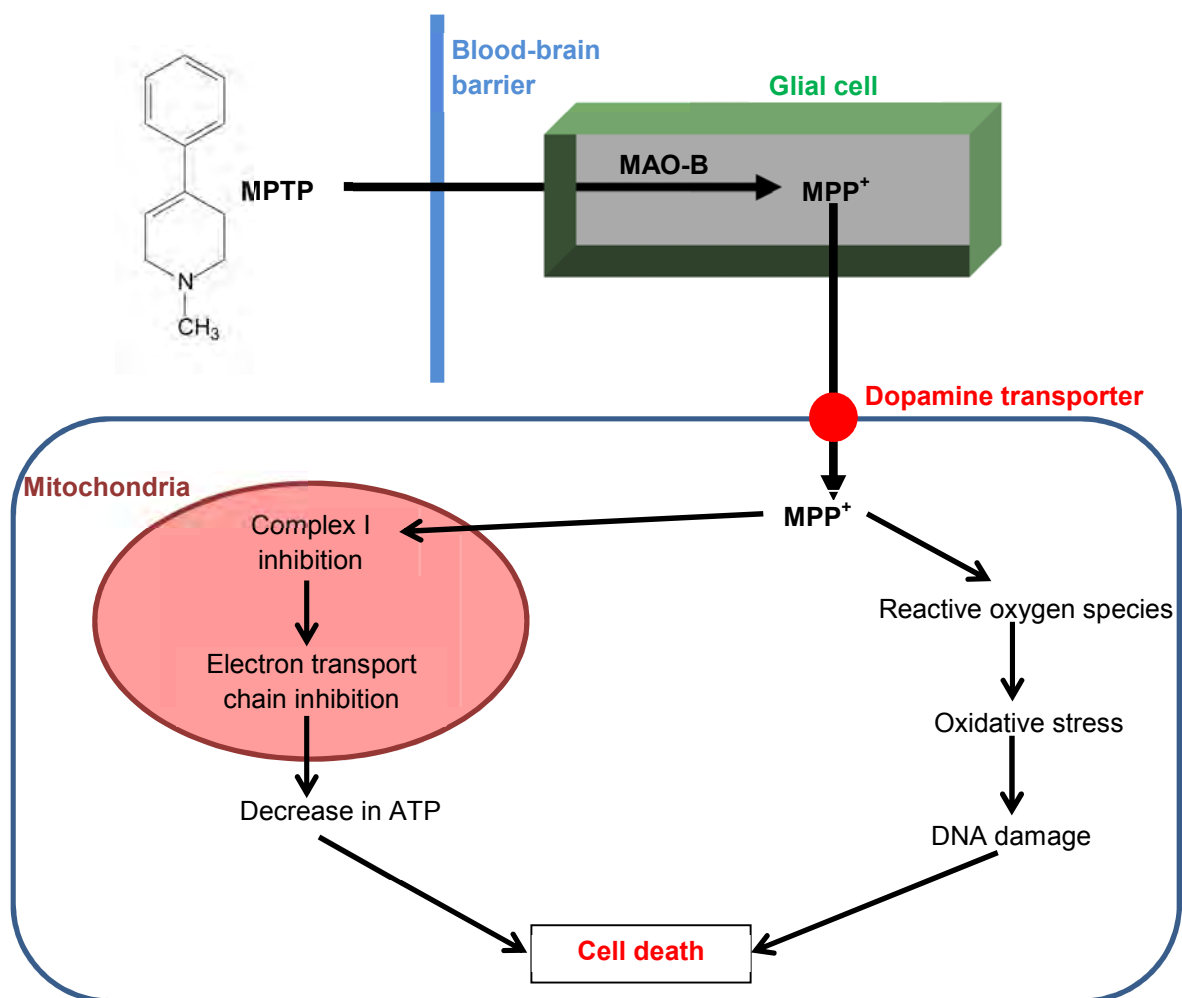 Blood-brain
barrier
Glial cell
MAO-B
MPTP
MPP+
N
CH3
Dopamine transporter
Mitochondria
MPP+
Complex I
inhibition
Reactive oxygen species
Electron transport
chain inhibition
Oxidative stress
Decrease in ATP
DNA damage
Cell death